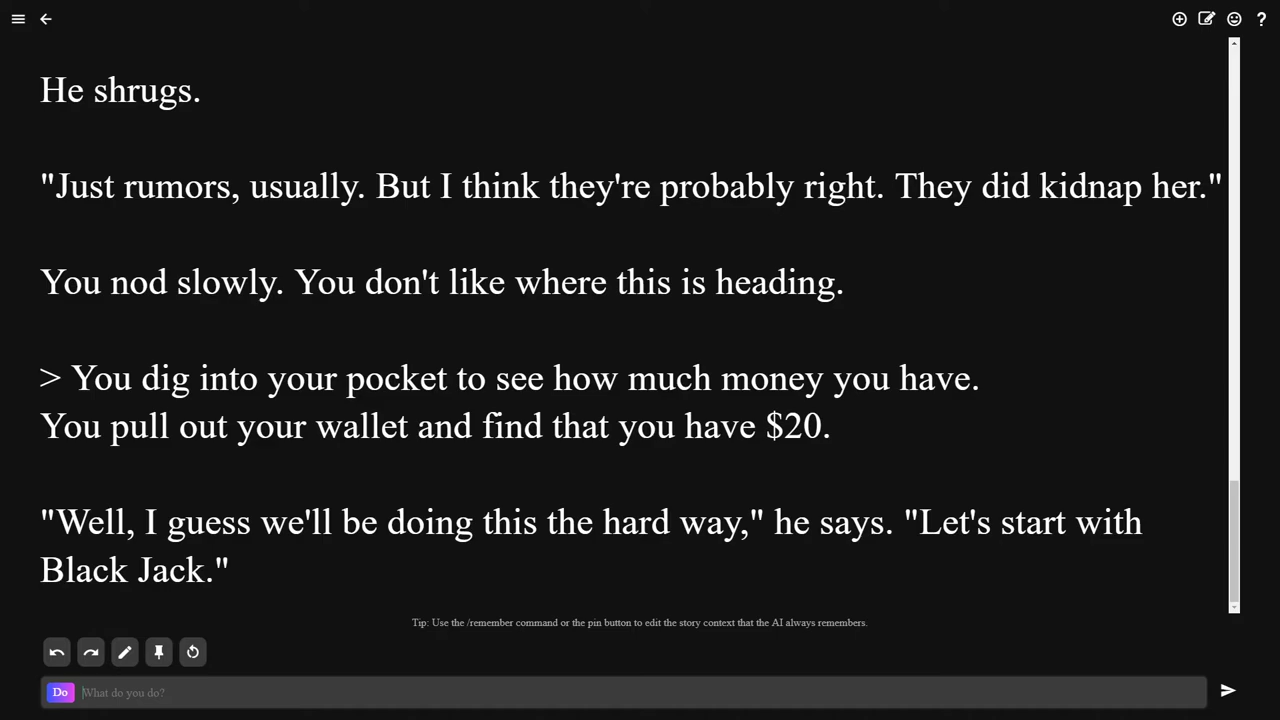 He shrugs.
"Just rumors, usually. But I think they're probably right. They did kidnap her."
You nod slowly. You don't like where this is heading.
> You dig into your pocket to see how much money you have.
You pull out your wallet and find that you have $20.
"Well, I guess we'll be doing this the hard way," he says. "Let's start with
Black Jack."
Tip: Use the /remember command or the pin button to edit the story context that the AI always remembers.
Do What do you do?